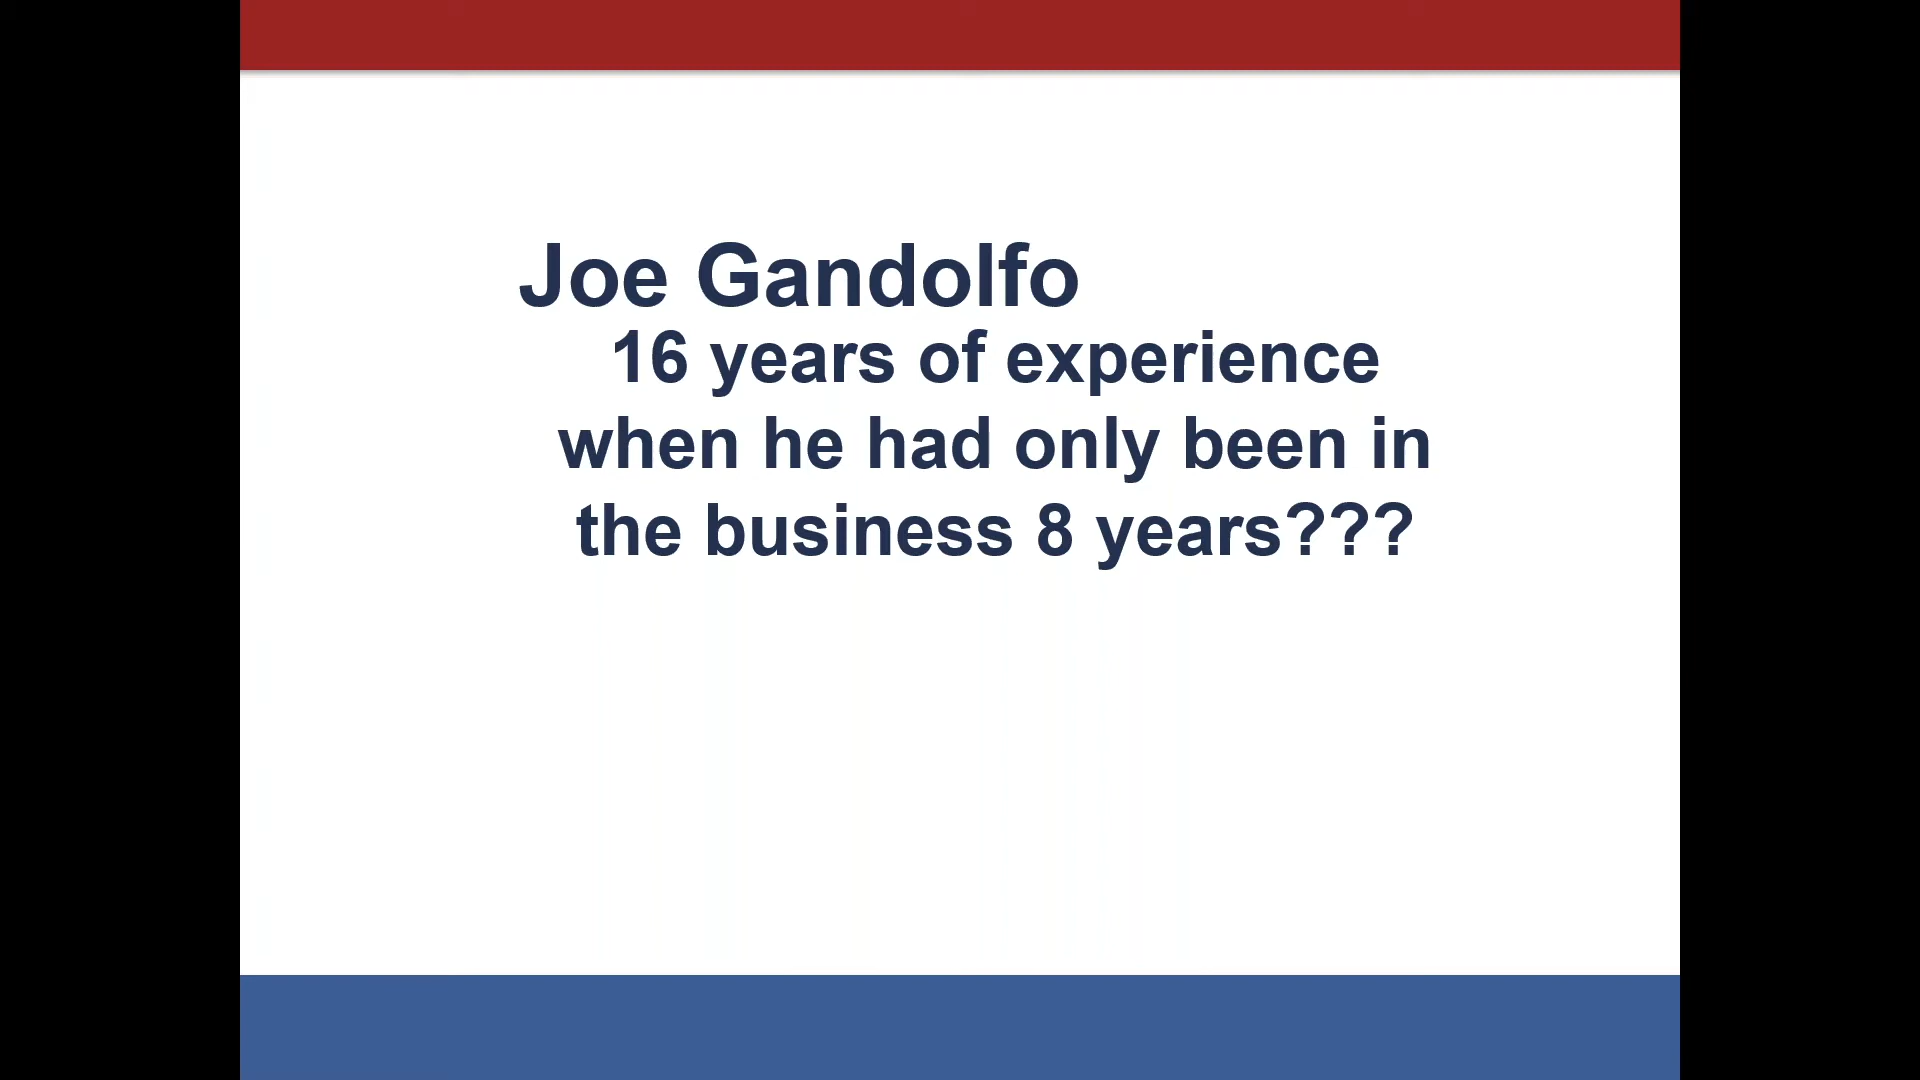 Joe Gandolfo
16 years of experience
when he had only been in
the business 8 years???